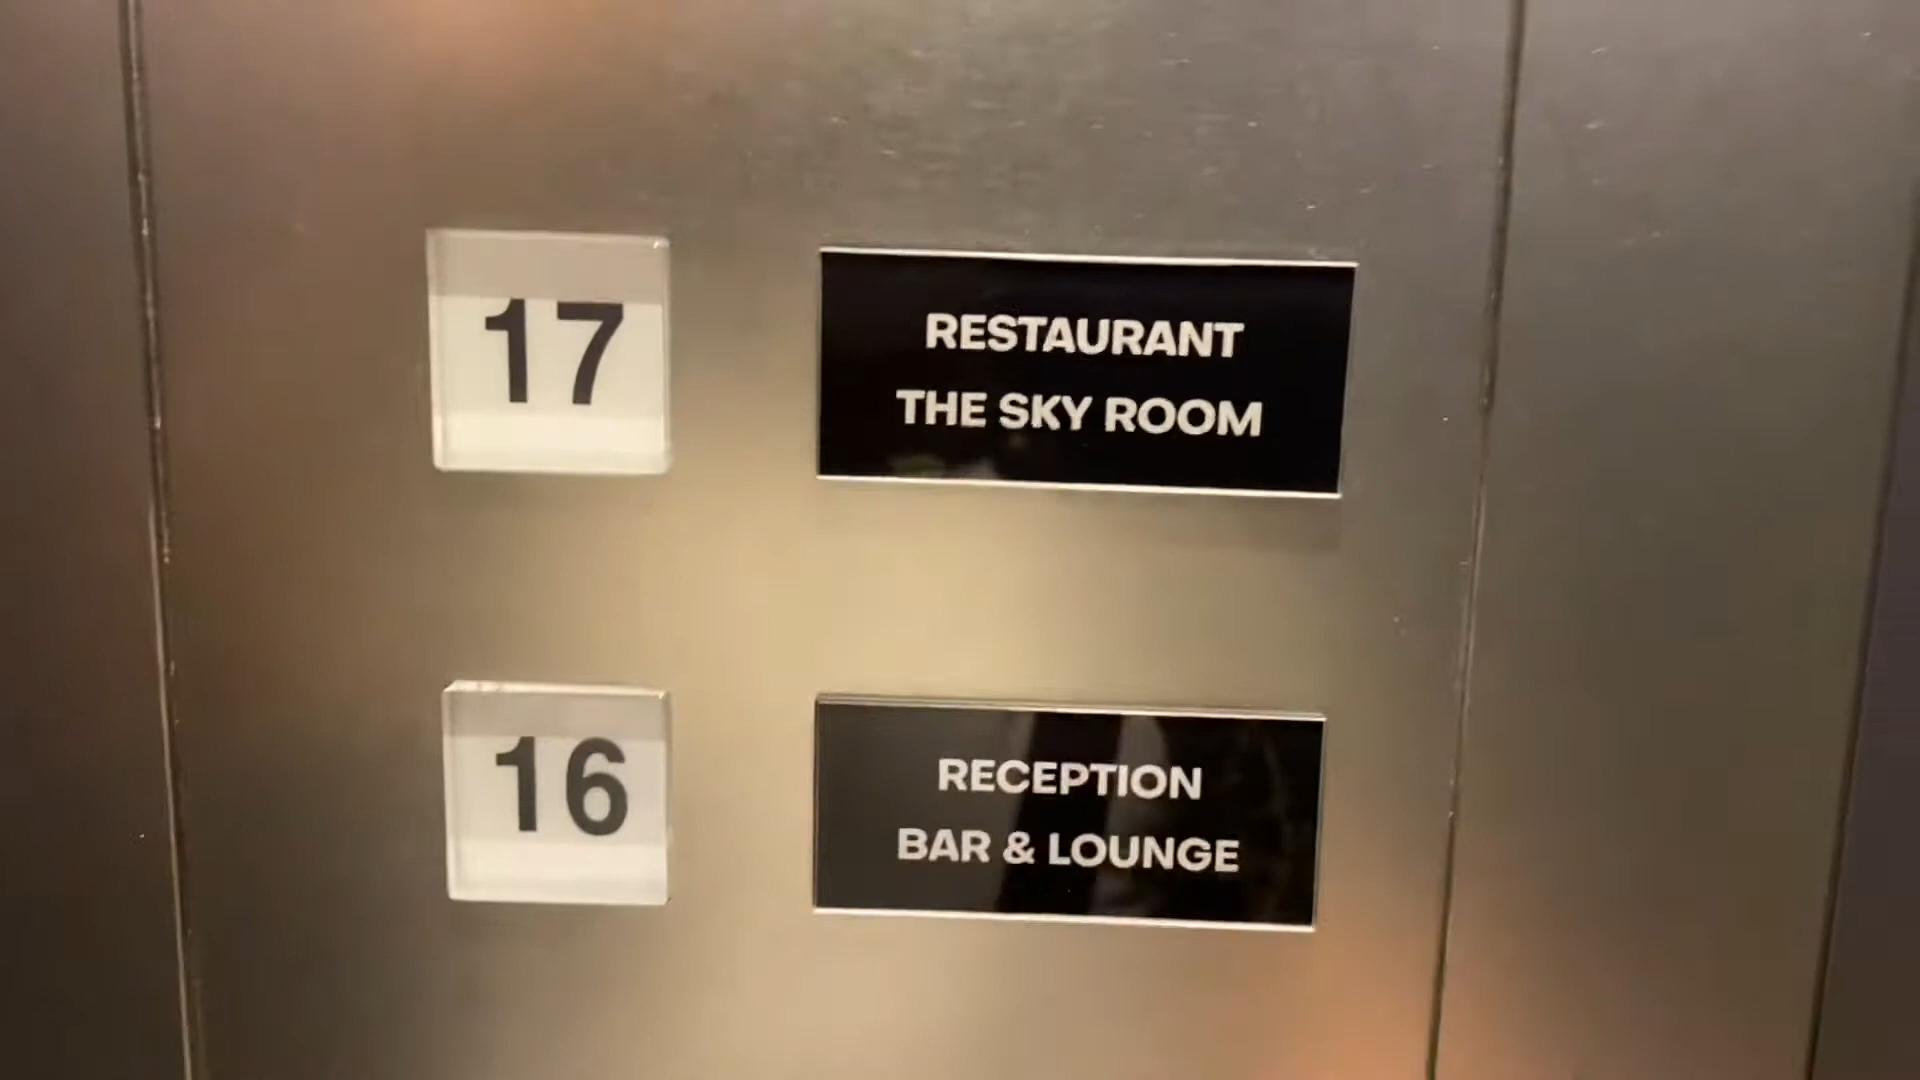 17
RESTAURANT
THE SKY ROOM
16
RECEPTION
BAR & LOUNGE